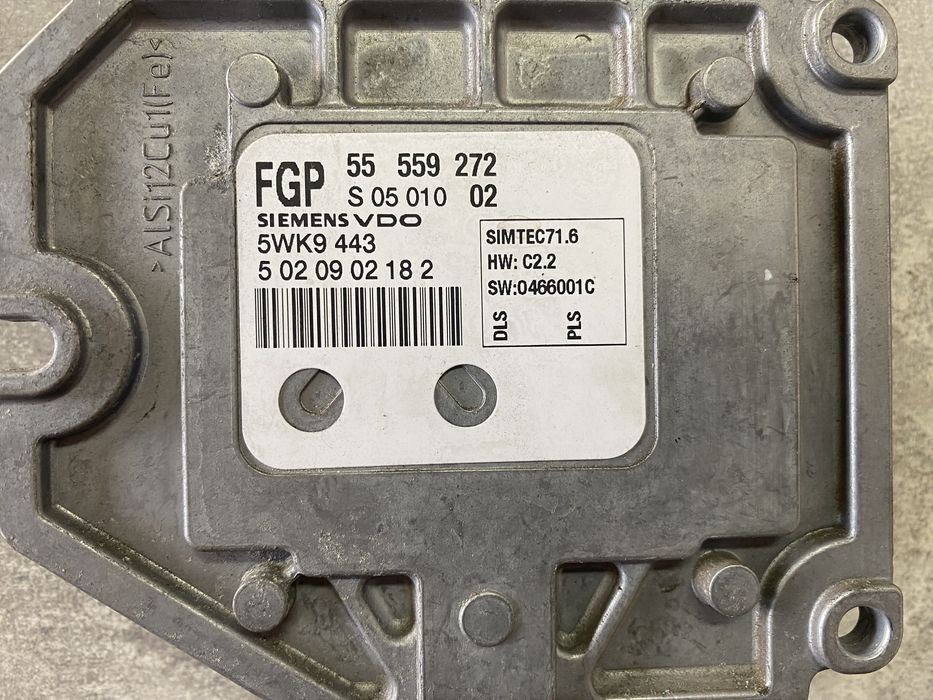 >AlSi12Cu1(Fe)<
FGP 55 559 272
S 05 010 02
SIEMENS VDO
5WK9 443
5 02 090 02 18 2
SIMTEC71.6
HW: C2.2
SW:0466001C
DLS PLS